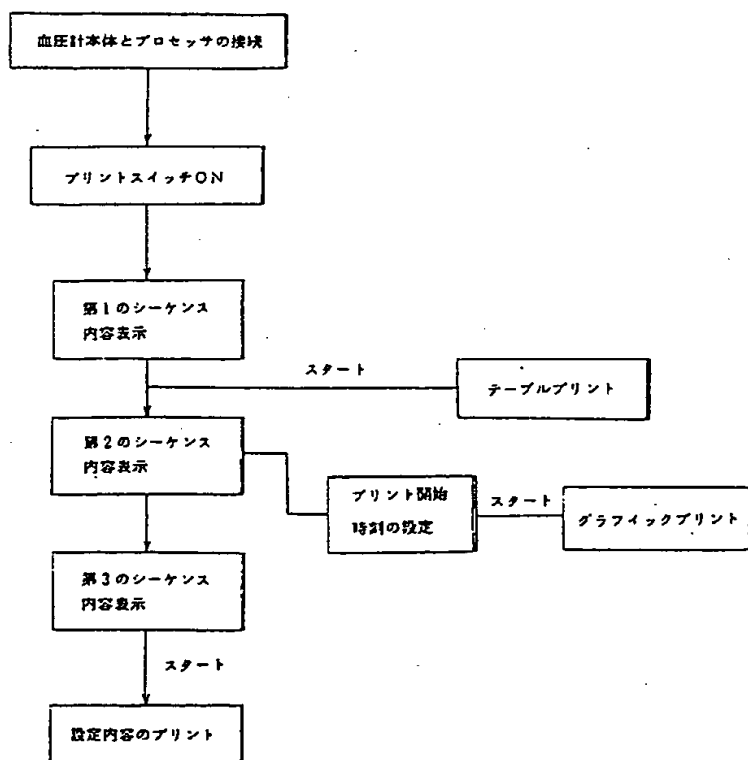 血圧計本体とプロセッサの接続
プリントスイッチON
第1のシーケンス
内容表示
スタート
テーブルプリント
第2のシーケンス
内容表示
プリント開始
時刻の設定
スタート
グラフィックプリント
第3のシーケンス
内容表示
スタート
設定内容のプリント